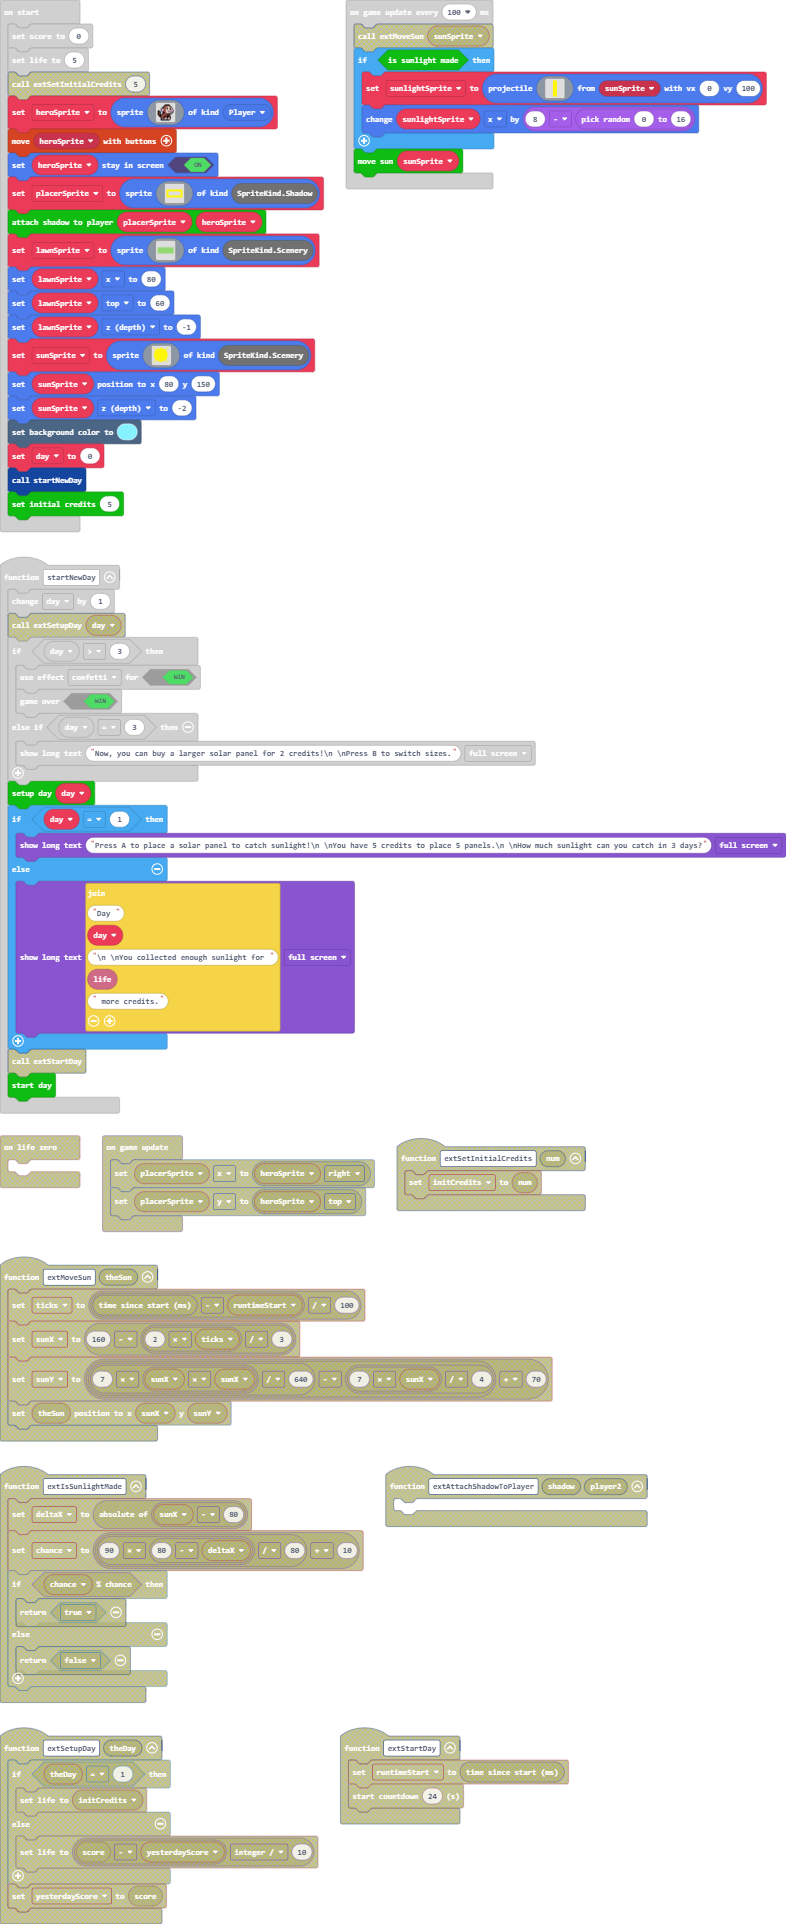 on start
set score to 0
set life to 5
call extSetInitialCredits 5
set heroSprite to sprite of kind Player
move heroSprite with buttons
set heroSprite stay in screen ON
set placerSprite to sprite of kind SpriteKind.Shadow
attach shadow to player placerSprite heroSprite
set lawnSprite to sprite of kind SpriteKind.Scenery
set lawnSprite x to 80
set lawnSprite top to 60
set lawnSprite z (depth) to -1
set sunSprite to sprite of kind SpriteKind.Scenery
set sunSprite position to x 80 y 150
set sunSprite z (depth) to -2
set background color to
set day to 0
call startNewDay
set initial credits 5
on game update every 100 ms
call extMoveSun sunSprite
if is sunlight made then
set sunlightSprite to projectile from sunSprite with vx 0 vy 100
change sunlightSprite x by 8 - pick random 0 to 16
move sun sunSprite
function startNewDay
change day by 1
call extSetupDay day
if day > 3 then
use effect confetti for WIN
game over WIN
else if day = 3 then
show long text "Now, you can buy a larger solar panel for 2 credits!\n \nPress B to switch sizes." full screen
setup day day
if day = 1 then
show long text "Press A to place a solar panel to catch sunlight!\n \nYou have 5 credits to place 5 panels.\n \nHow much sunlight can you catch in 3 days?" full screen
else
join
"Day "
day
show long text "\n \nYou collected enough sunlight for " full screen
life
" more credits."
call extStartDay
start day
on life zero
on game update
set placerSprite x to heroSprite right
set placerSprite y to heroSprite top
function extSetInitialCredits num
set initCredits to num
function extMoveSun theSun
set ticks to time since start (ms) - runtimeStart / 100
set sunX to 160 - 2 × ticks / 3
set sunY to 7 × sunX × sunX / 640 - 7 × sunX / 4 + 70
set theSun position to x sunX y sunY
function extIsSunlightMade
set deltaX to absolute of sunX - 80
set chance to 90 × 80 - deltaX / 80 + 10
if chance % chance then
return true
else
return false
function extAttachShadowToPlayer shadow player2
function extSetupDay theDay
if theDay = 1 then
set life to initCredits
else
set life to score - yesterdayScore integer / 10
set yesterdayScore to score
function extStartDay
set runtimeStart to time since start (ms)
start countdown 24 (s)